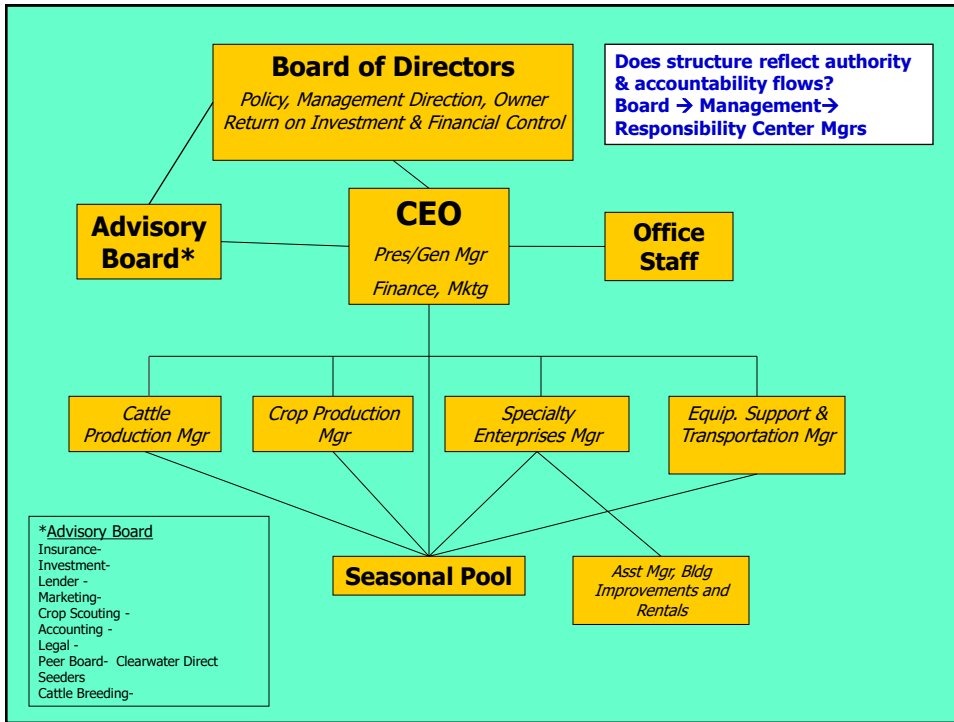 Board of Directors
Policy, Management Direction, Owner
Return on Investment & Financial Control
Does structure reflect authority
& accountability flows?
Board → Management→
Responsibility Center Mgrs
Advisory
Board*
CEO
Pres/Gen Mgr
Finance, Mktg
Office
Staff
Cattle
Production Mgr
Crop Production
Mgr
Specialty
Enterprises Mgr
Equip. Support &
Transportation Mgr
*Advisory Board
Insurance-
Investment-
Lender -
Marketing-
Crop Scouting -
Accounting -
Legal -
Peer Board- Clearwater Direct
Seeders
Cattle Breeding-
Seasonal Pool
Asst Mgr, Bldg
Improvements and
Rentals